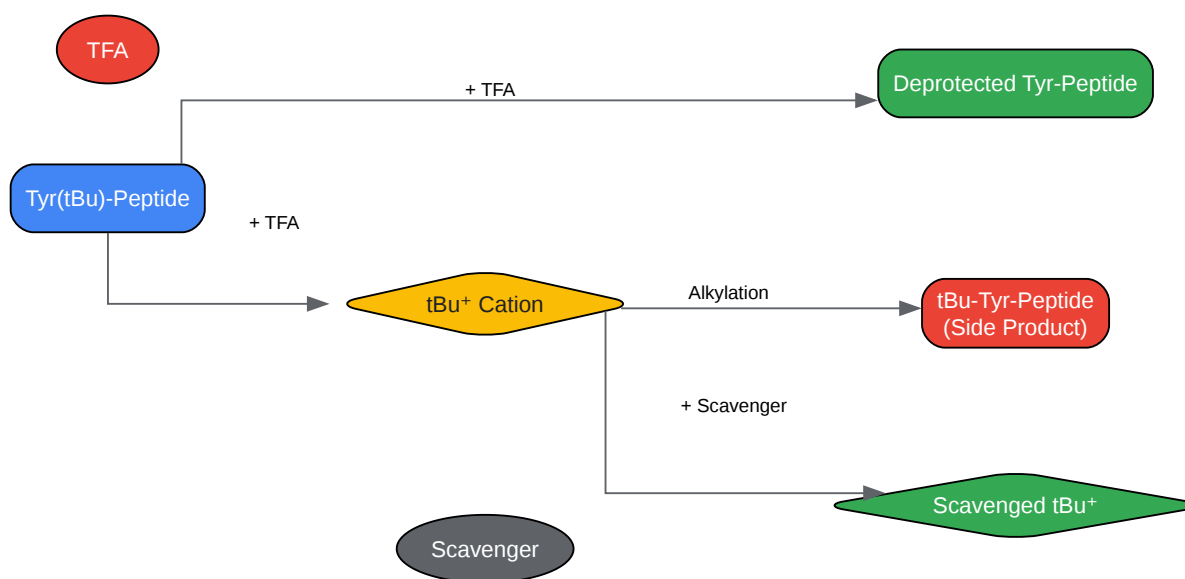 TFA
+ TFA
Deprotected Tyr-Peptide
Tyr(tBu)-Peptide
+ TFA
tBu⁺ Cation
Alkylation
tBu-Tyr-Peptide
(Side Product)
+ Scavenger
Scavenged tBu⁺
Scavenger